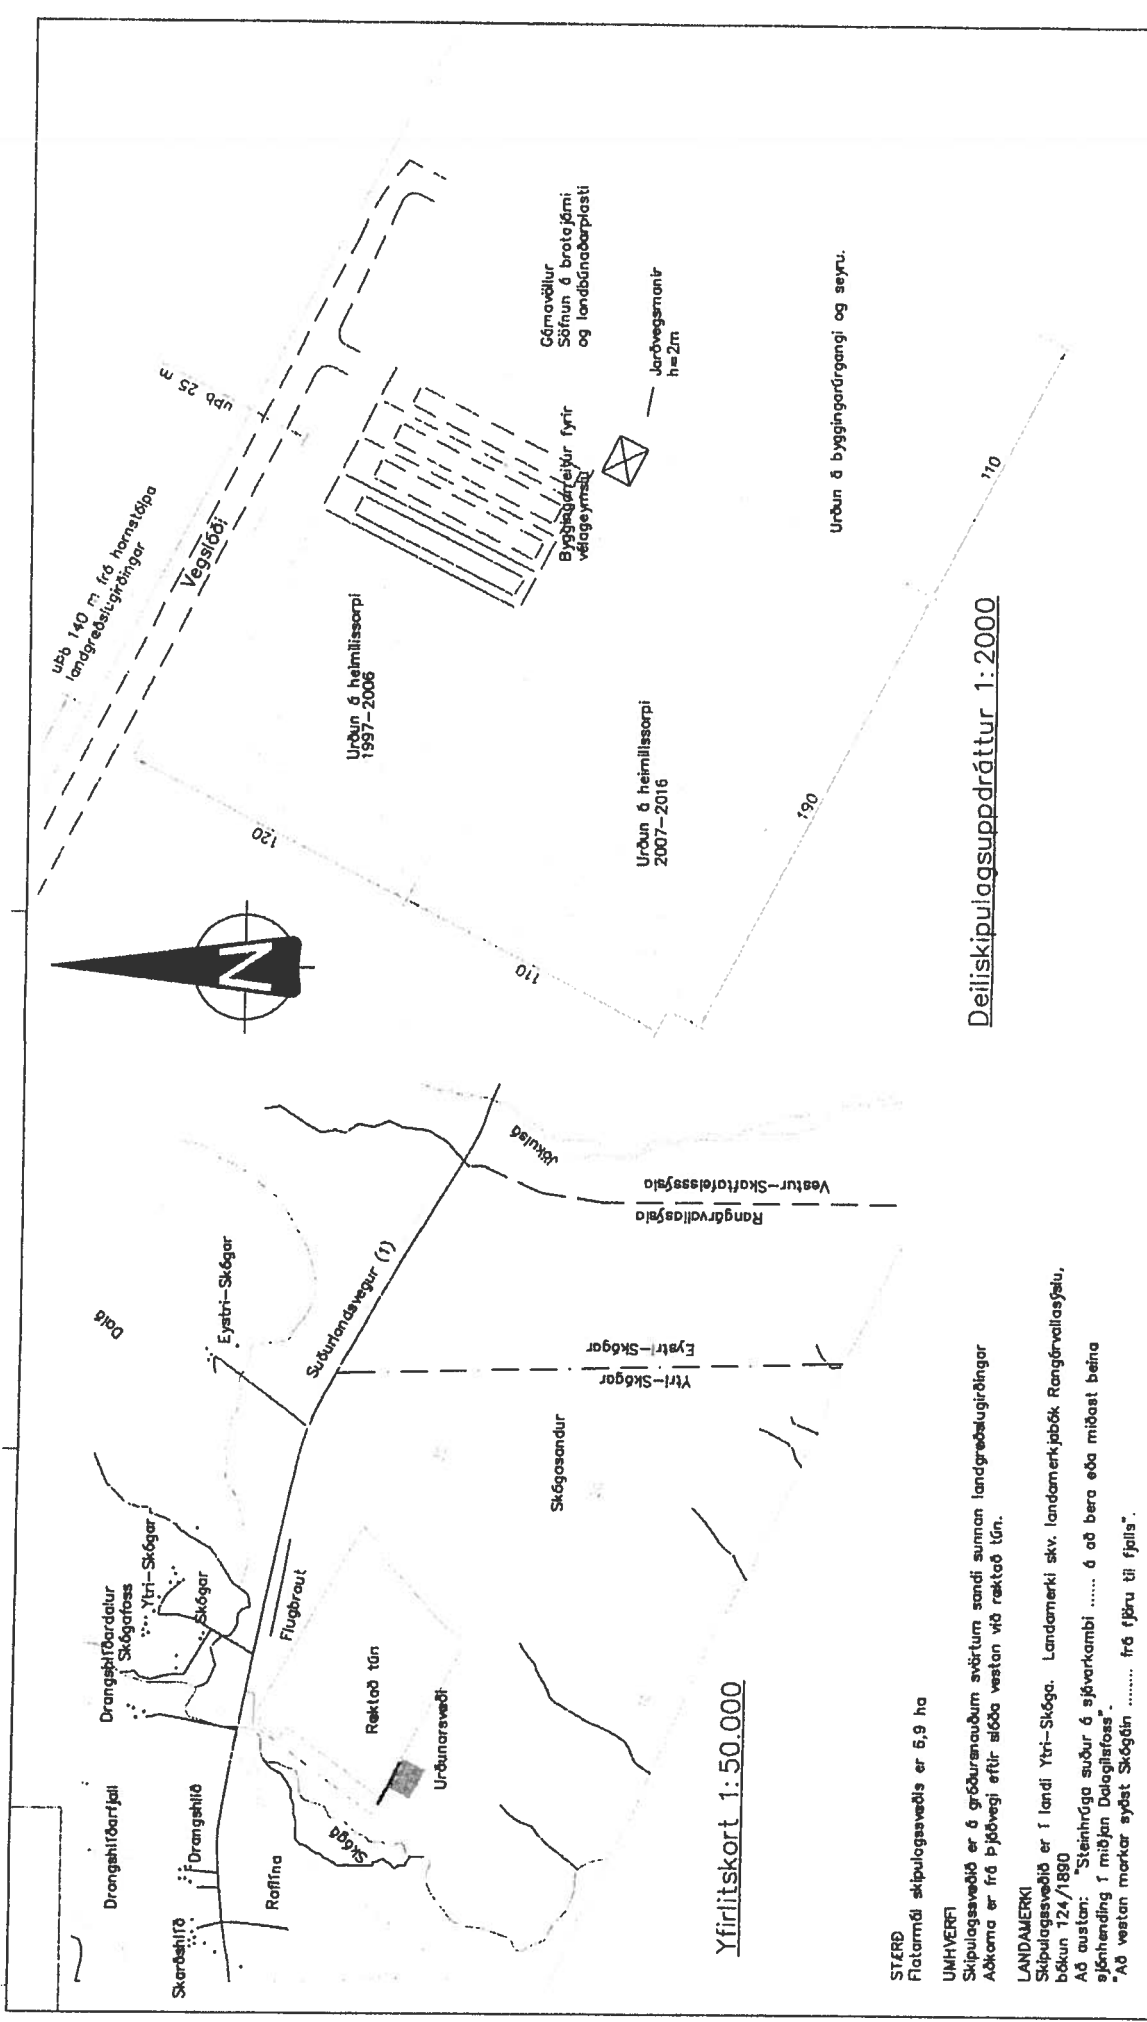 Drangshlíðarfjall
Skarðshlíð
Drangshlíð
Raflína
Drangshlíðardalur
Skógafoss
Ytri-Skógar
Skógar
Dalá
Eystri-Skógar
Suðurlandsvegur (1)
Flugbraut
Skógá
Ræktað tún
Urðunarsvæði
Skógasandur
Ytri-Skógar
Eystri-Skógar
Jökulsá
Rangárvallasýsla
Vestur-Skaftafellssýsla
Yfirlitskort 1:50.000
N
uþb 140 m frá hornstólpa
landgræðslugirðingar
Vegslóði
uþb 25 m
120
110
190
110
Urðun á heimilissorpi
1997-2006
Urðun á heimilissorpi
2007-2016
Byggingarreitur fyrir
vélageymslu
Gámavöllur
Söfnun á brotajárni
og landbúnaðarplasti
Jarðvegsmanir
h=2m
Urðun á byggingarúrgangi og seyru.
Deiliskipulagsuppdráttur 1:2000
STÆRÐ
Flatarmál skipulagssvæðis er 6,9 ha
UMHVERFI
Skipulagssvæðið er á gróðursnauðum svörtum sandi sunnan landgræðslugirðingar
Aðkoma er frá þjóðvegi eftir slóða vestan við ræktað tún.
LANDAMERKI
Skipulagssvæðið er í landi Ytri-Skóga. Landamerki skv. landamerkjabók Rangárvallasýslu,
bókun 124/1890
Að austan: "Steinhrúga suður á sjávarkambi ...... á að bera eða miðast beina
sjónhending í miðjan Dalagilsfoss".
"Að vestan markar syðst Skógáin ........ frá fjöru til fjalls".